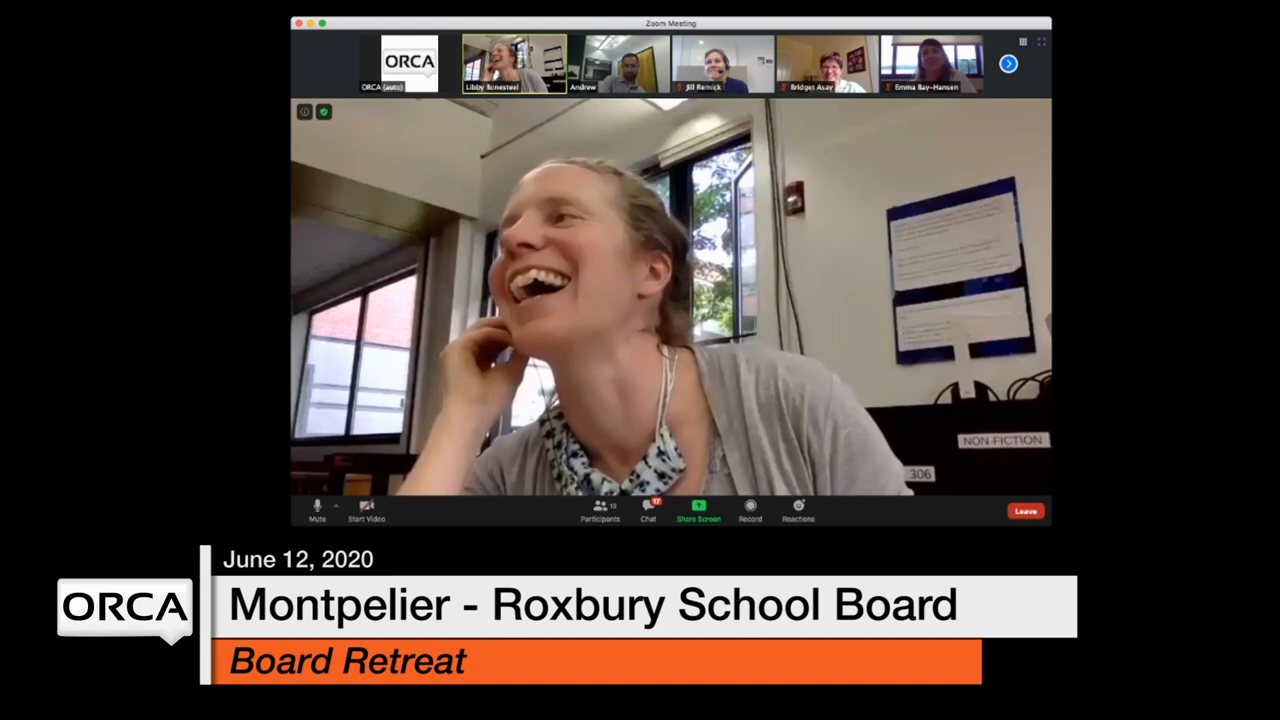 Zoom Meeting
ORCA
ORCA (auto)
Libby Bonesteel
Andrew
Jill Remick
Bridget Asay
Emma Bay-Hansen
NON-FICTION
306
Mute
Start Video
Participants
13
Chat
17
Share Screen
Record
Reactions
Leave
June 12, 2020
ORCA
Montpelier - Roxbury School Board
Board Retreat